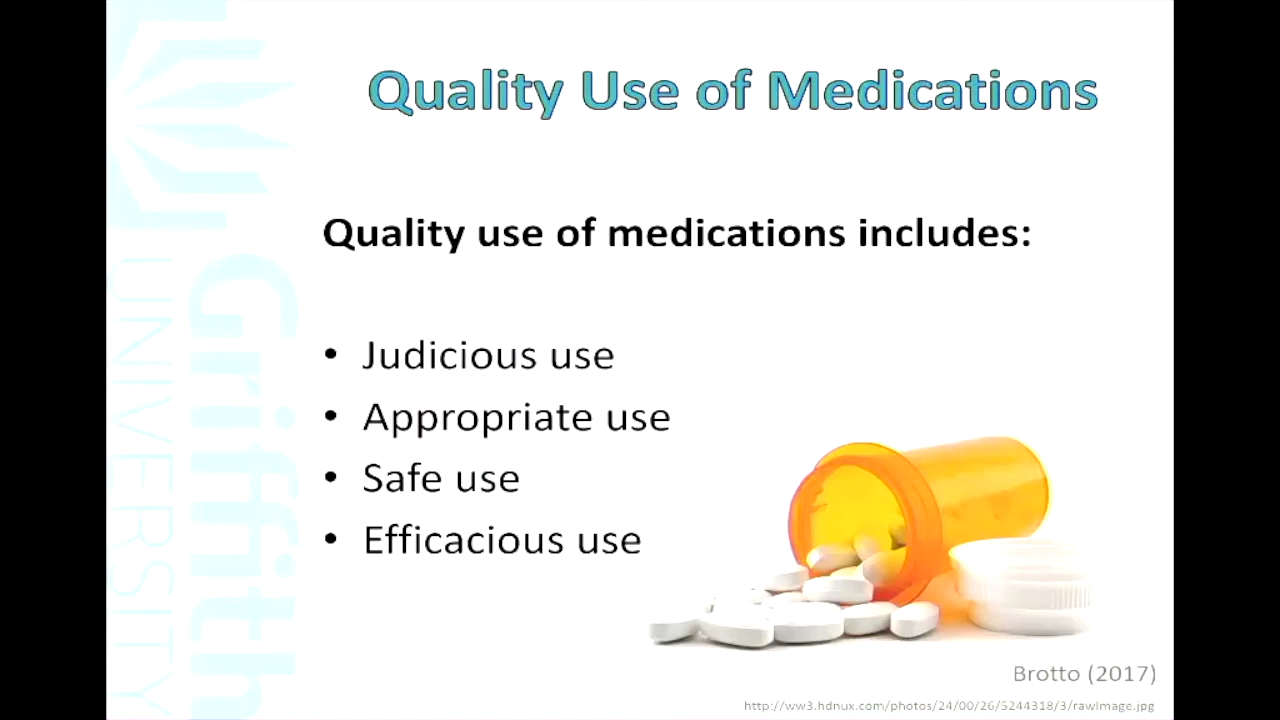 Quality Use of Medications
Quality use of medications includes:
• Judicious use
• Appropriate use
• Safe use
• Efficacious use
Griffith
UNIVERSITY
Brotto (2017)
http://ww3.hdnux.com/photos/24/00/26/5244318/3/rawImage.jpg